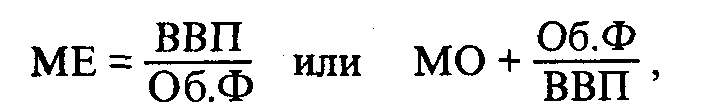 МЕ = ВВП/Об.Ф или МО + Об.Ф/ВВП ,